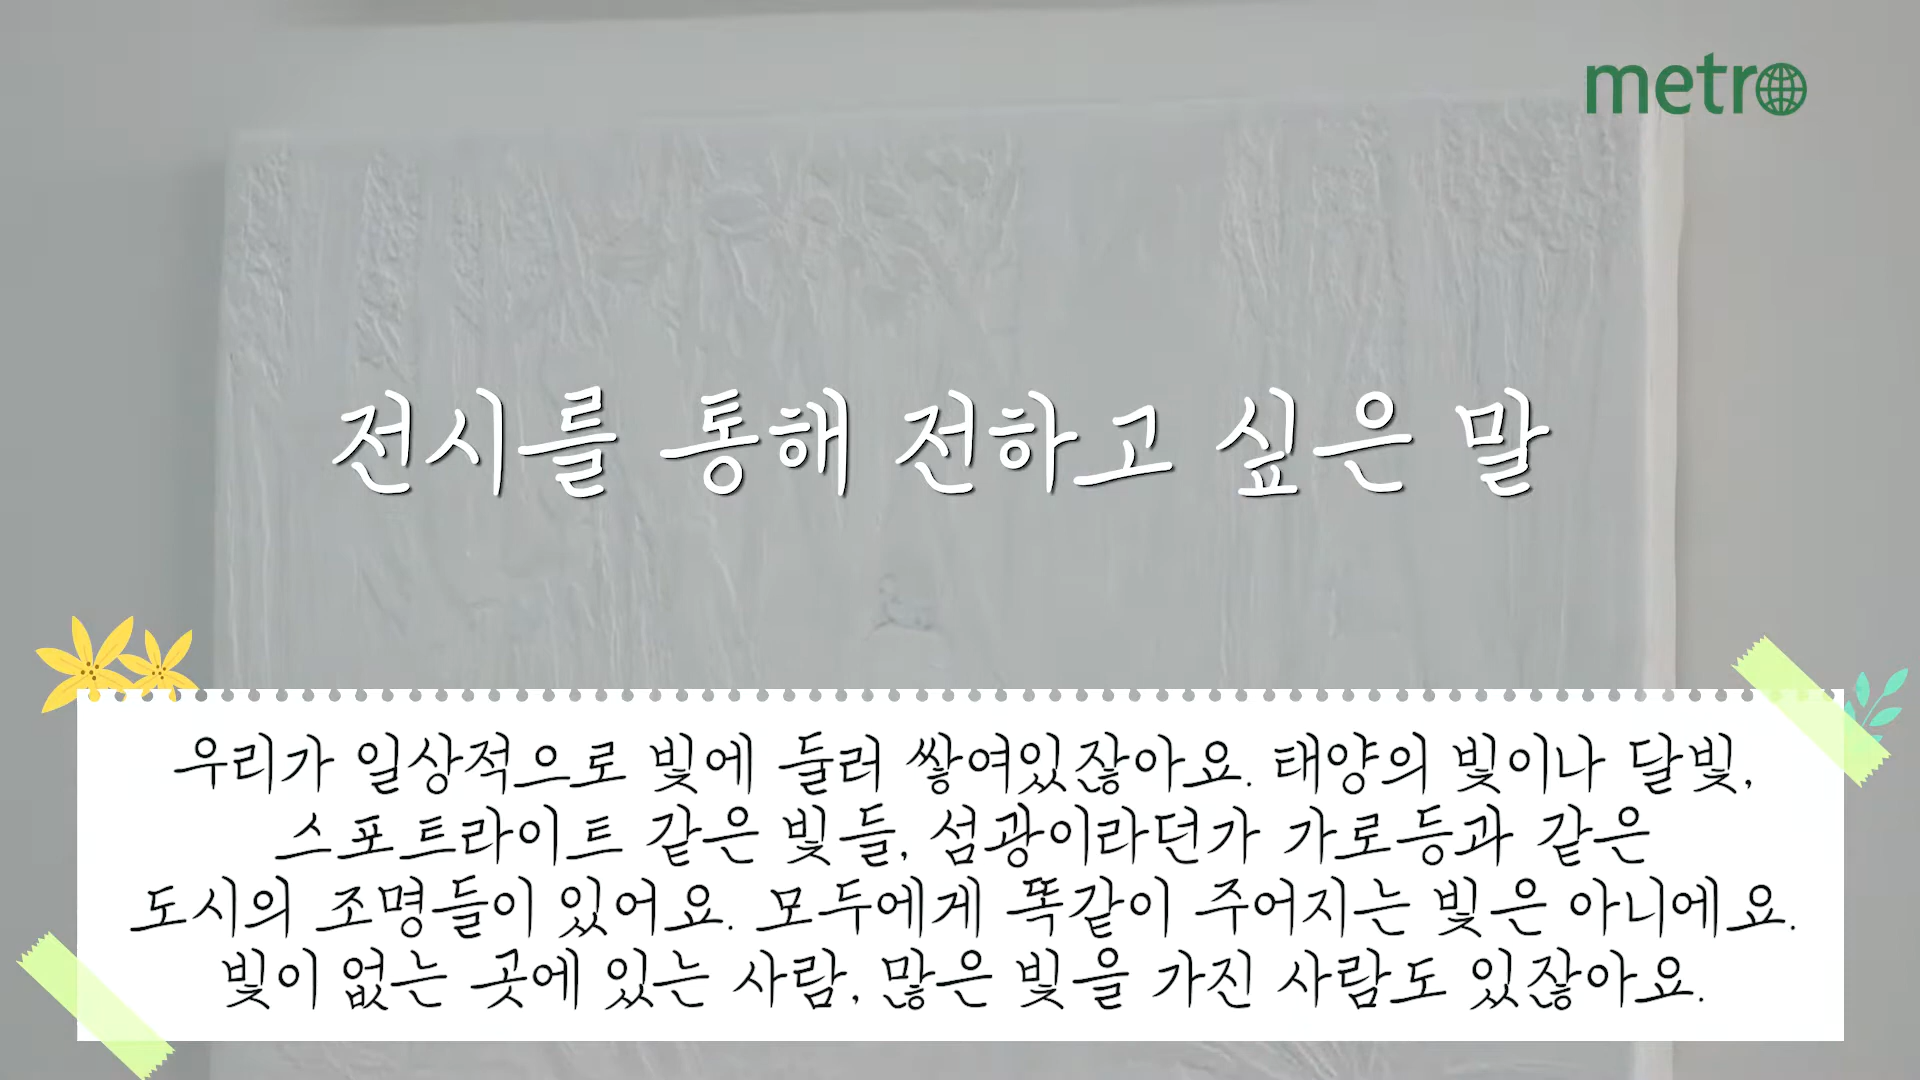 metro
전시를 통해 전하고 싶은 말
우리가 일상적으로 빛에 둘러 쌓여있잖아요. 태양의 빛이나 달빛,
스포트라이트 같은 빛들, 섬광이라던가 가로등과 같은
도시의 조명들이 있어요. 모두에게 똑같이 주어지는 빛은 아니에요.
빛이 없는 곳에 있는 사람, 많은 빛을 가진 사람도 있잖아요.